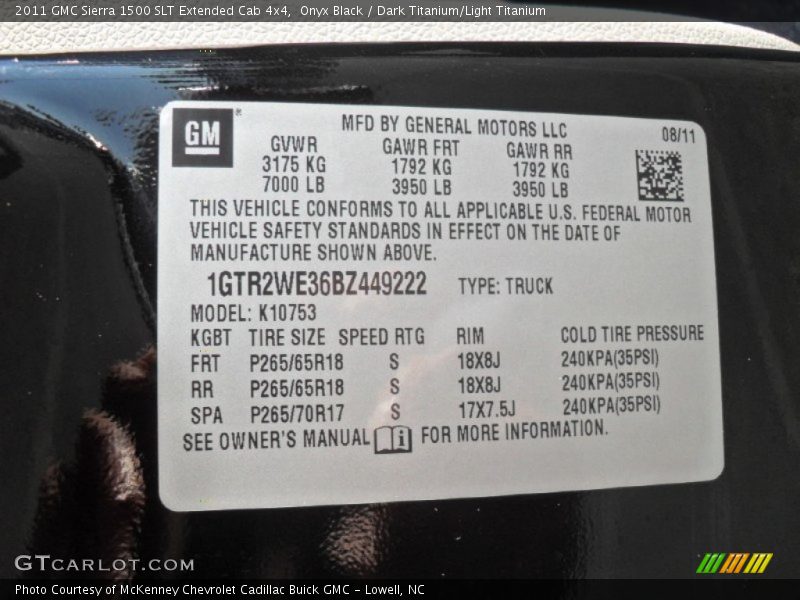 2011 GMC Sierra 1500 SLT Extended Cab 4x4, Onyx Black / Dark Titanium/Light Titanium
GM
MFD BY GENERAL MOTORS LLC 08/11
GVWR GAWR FRT GAWR RR
3175 KG 1792 KG 1792 KG
7000 LB 3950 LB 3950 LB
THIS VEHICLE CONFORMS TO ALL APPLICABLE U.S. FEDERAL MOTOR
VEHICLE SAFETY STANDARDS IN EFFECT ON THE DATE OF
MANUFACTURE SHOWN ABOVE.
1GTR2WE36BZ449222 TYPE: TRUCK
MODEL: K10753
KGBT TIRE SIZE SPEED RTG RIM COLD TIRE PRESSURE
FRT P265/65R18 S 18X8J 240KPA(35PSI)
RR P265/65R18 S 18X8J 240KPA(35PSI)
SPA P265/70R17 S 17X7.5J 240KPA(35PSI)
SEE OWNER'S MANUAL i FOR MORE INFORMATION.
GTCARLOT.COM
Photo Courtesy of McKenney Chevrolet Cadillac Buick GMC - Lowell, NC